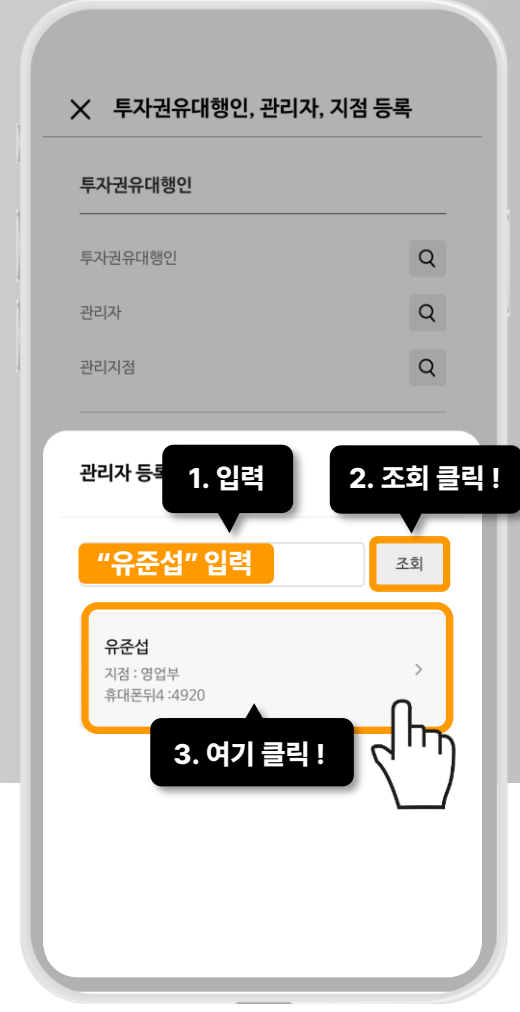 투자권유대행인, 관리자, 지점 등록
투자권유대행인
투자권유대행인
관리자
관리지점
관리자 등록
1. 입력
2. 조회 클릭 !
“유준섭” 입력
조회
유준섭
지점 : 영업부
휴대폰뒤4 :4920
3. 여기 클릭 !